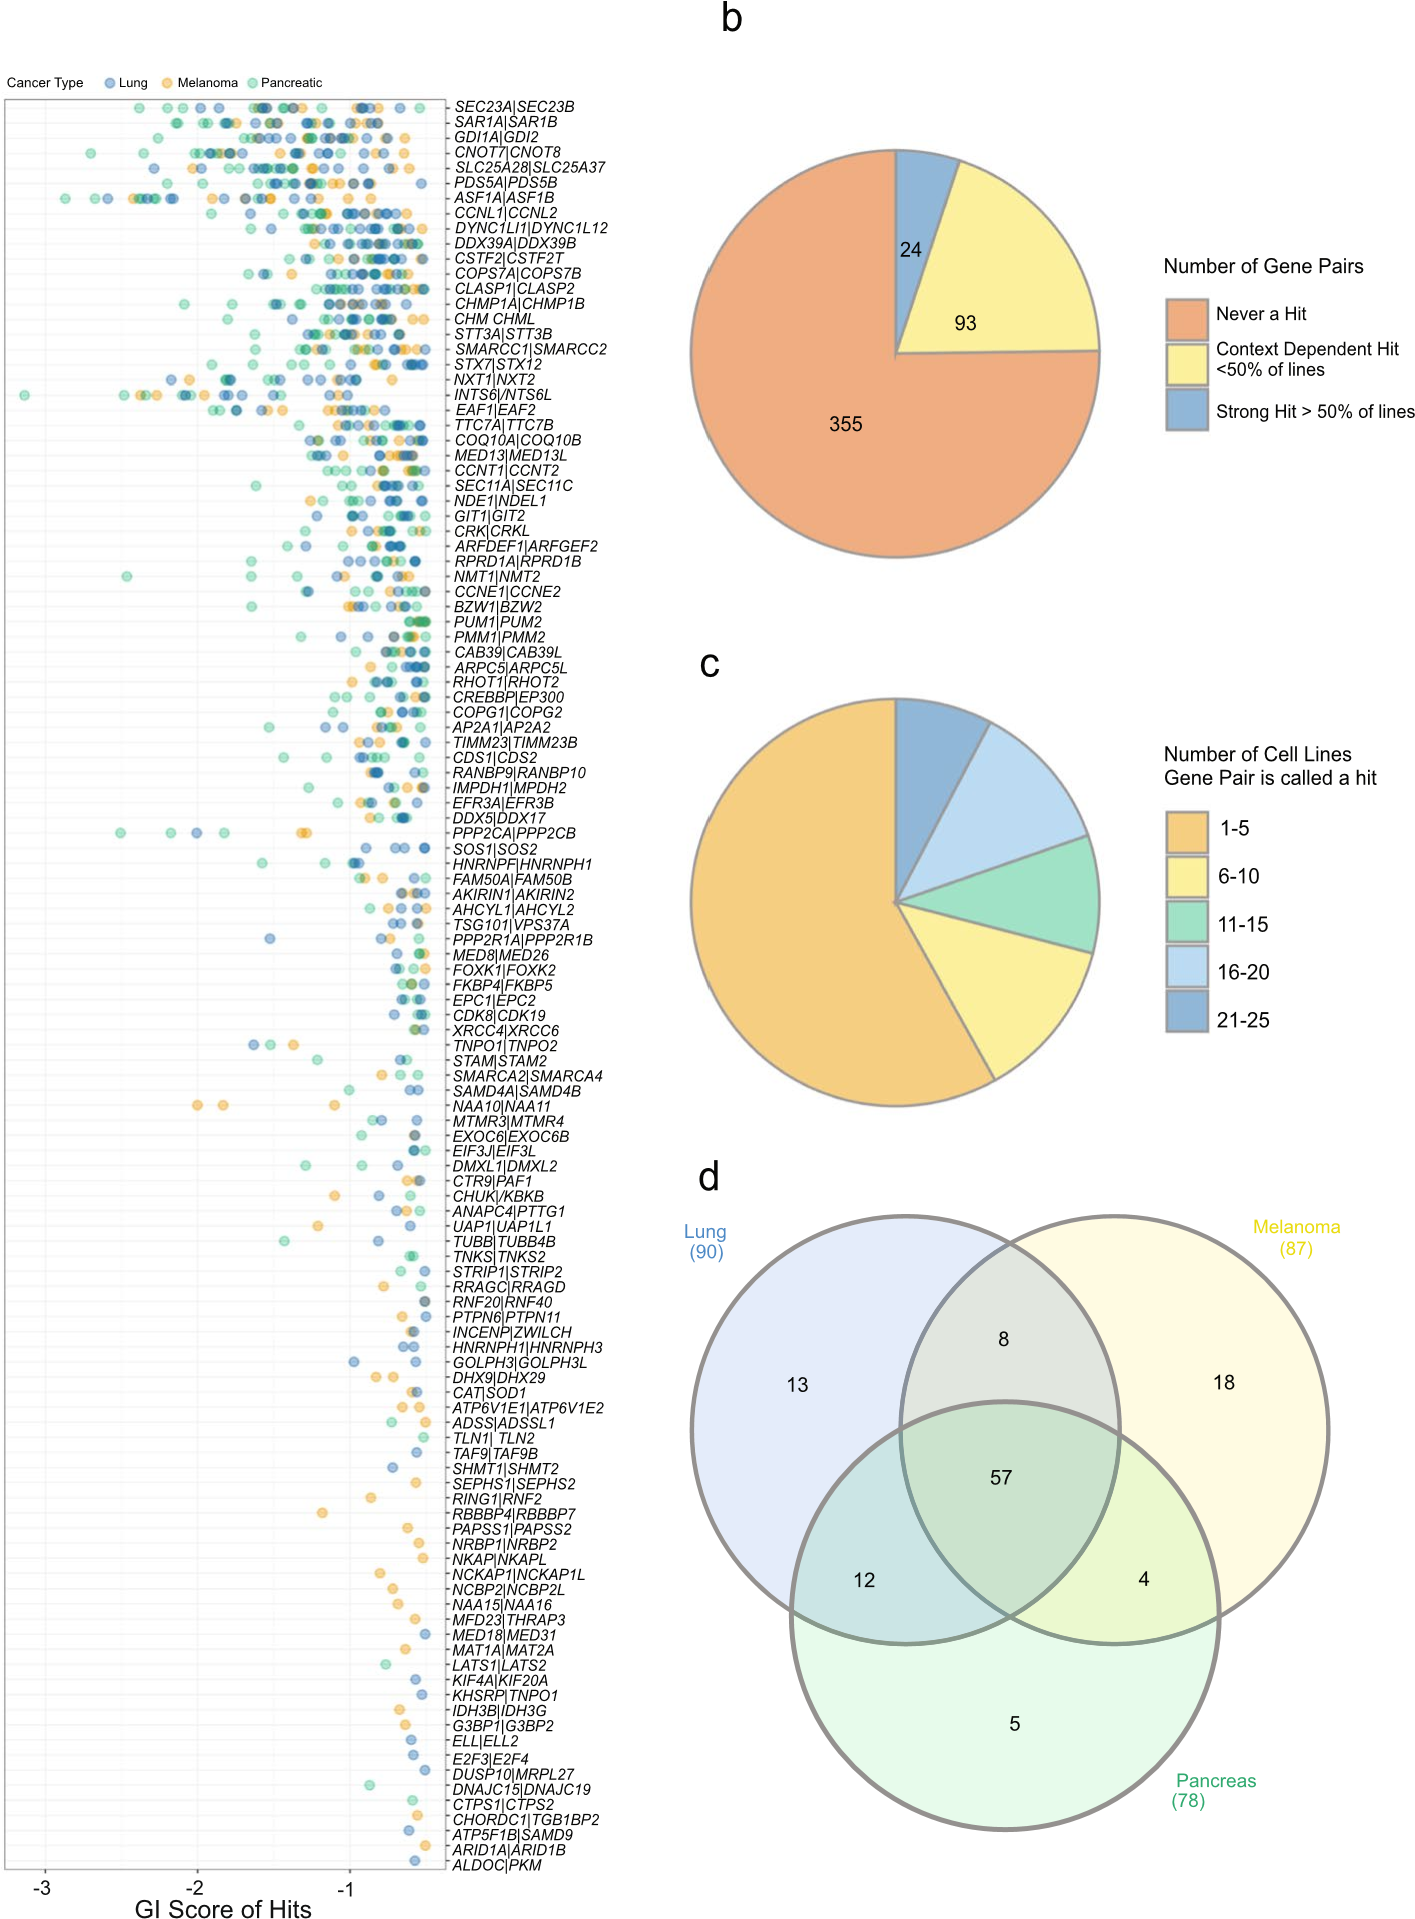 b
Cancer Type Lung Melanoma Pancreatic
SEC23A|SEC23B
SAR1A|SAR1B
GDI1A|GDI2
CNOT7|CNOT8
SLC25A28|SLC25A37
PDS5A|PDS5B
ASF1A|ASF1B
CCNL1|CCNL2
DYNC1LI1|DYNC1L12
DDX39A|DDX39B
CSTF2|CSTF2T
COPS7A|COPS7B
CLASP1|CLASP2
CHMP1A|CHMP1B
CHM CHML
STT3A|STT3B
SMARCC1|SMARCC2
STX7|STX12
NXT1|NXT2
INTS6|/NTS6L
EAF1|EAF2
TTC7A|TTC7B
COQ10A|COQ10B
MED13|MED13L
CCNT1|CCNT2
SEC11A|SEC11C
NDE1|NDEL1
GIT1|GIT2
CRK|CRKL
ARFDEF1|ARFGEF2
RPRD1A|RPRD1B
NMT1|NMT2
CCNE1|CCNE2
BZW1|BZW2
PUM1|PUM2
PMM1|PMM2
CAB39|CAB39L
ARPC5|ARPC5L
RHOT1|RHOT2
CREBBP|EP300
COPG1|COPG2
AP2A1|AP2A2
TIMM23|TIMM23B
CDS1|CDS2
RANBP9|RANBP10
IMPDH1|MPDH2
EFR3A|EFR3B
DDX5|DDX17
PPP2CA|PPP2CB
SOS1|SOS2
HNRNPF|HNRNPH1
FAM50A|FAM50B
AKIRIN1|AKIRIN2
AHCYL1|AHCYL2
TSG101|VPS37A
PPP2R1A|PPP2R1B
MED8|MED26
FOXK1|FOXK2
FKBP4|FKBP5
EPC1|EPC2
CDK8|CDK19
XRCC4|XRCC6
TNPO1|TNPO2
STAM|STAM2
SMARCA2|SMARCA4
SAMD4A|SAMD4B
NAA10|NAA11
MTMR3|MTMR4
EXOC6|EXOC6B
EIF3J|EIF3L
DMXL1|DMXL2
CTR9|PAF1
CHUK|/KBKB
ANAPC4|PTTG1
UAP1|UAP1L1
TUBB|TUBB4B
TNKS|TNKS2
STRIP1|STRIP2
RRAGC|RRAGD
RNF20|RNF40
PTPN6|PTPN11
INCENP|ZWILCH
HNRNPH1|HNRNPH3
GOLPH3|GOLPH3L
DHX9|DHX29
CAT|SOD1
ATP6V1E1|ATP6V1E2
ADSS|ADSSL1
TLN1| TLN2
TAF9|TAF9B
SHMT1|SHMT2
SEPHS1|SEPHS2
RING1|RNF2
RBBBP4|RBBBP7
PAPSS1|PAPSS2
NRBP1|NRBP2
NKAP|NKAPL
NCKAP1|NCKAP1L
NCBP2|NCBP2L
NAA15|NAA16
MFD23|THRAP3
MED18|MED31
MAT1A|MAT2A
LATS1|LATS2
KIF4A|KIF20A
KHSRP|TNPO1
IDH3B|IDH3G
G3BP1|G3BP2
ELL|ELL2
E2F3|E2F4
DUSP10|MRPL27
DNAJC15|DNAJC19
CTPS1|CTPS2
CHORDC1|TGB1BP2
ATP5F1B|SAMD9
ARID1A|ARID1B
ALDOC|PKM
-3 -2 -1
GI Score of Hits
24
93
355
Number of Gene Pairs
Never a Hit
Context Dependent Hit
<50% of lines
Strong Hit > 50% of lines
c
Number of Cell Lines
Gene Pair is called a hit
1-5
6-10
11-15
16-20
21-25
d
Lung
(90)
Melanoma
(87)
8
13
18
57
12
4
5
Pancreas
(78)